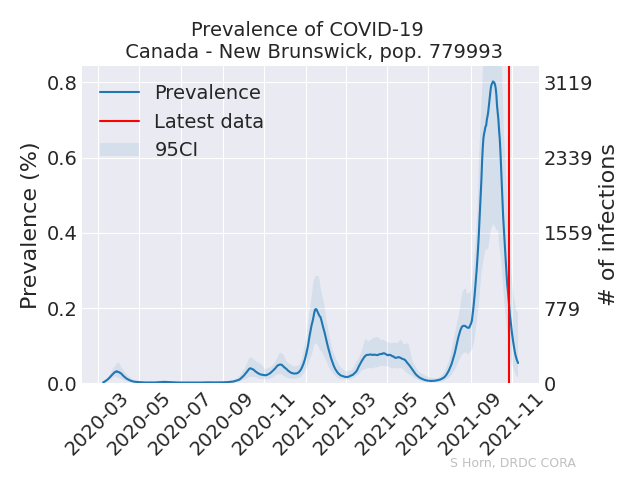 Prevalence of COVID-19
Canada - New Brunswick, pop. 779993
Prevalence
Latest data
95CI
Prevalence (%)
0.8
0.6
0.4
0.2
0.0
3119
2339
1559
779
0
# of infections
2020-03
2020-05
2020-07
2020-09
2020-11
2021-01
2021-03
2021-05
2021-07
2021-09
2021-11
S Horn, DRDC CORA